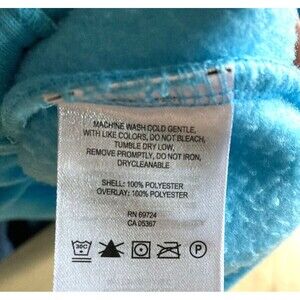 MACHINE WASH COLD GENTLE,
WITH LIKE COLORS, DO NOT BLEACH,
TUMBLE DRY LOW,
REMOVE PROMPTLY, DO NOT IRON,
DRYCLEANABLE
SHELL: 100% POLYESTER
OVERLAY: 100% POLYESTER
RN 69724
CA 05367
30C P